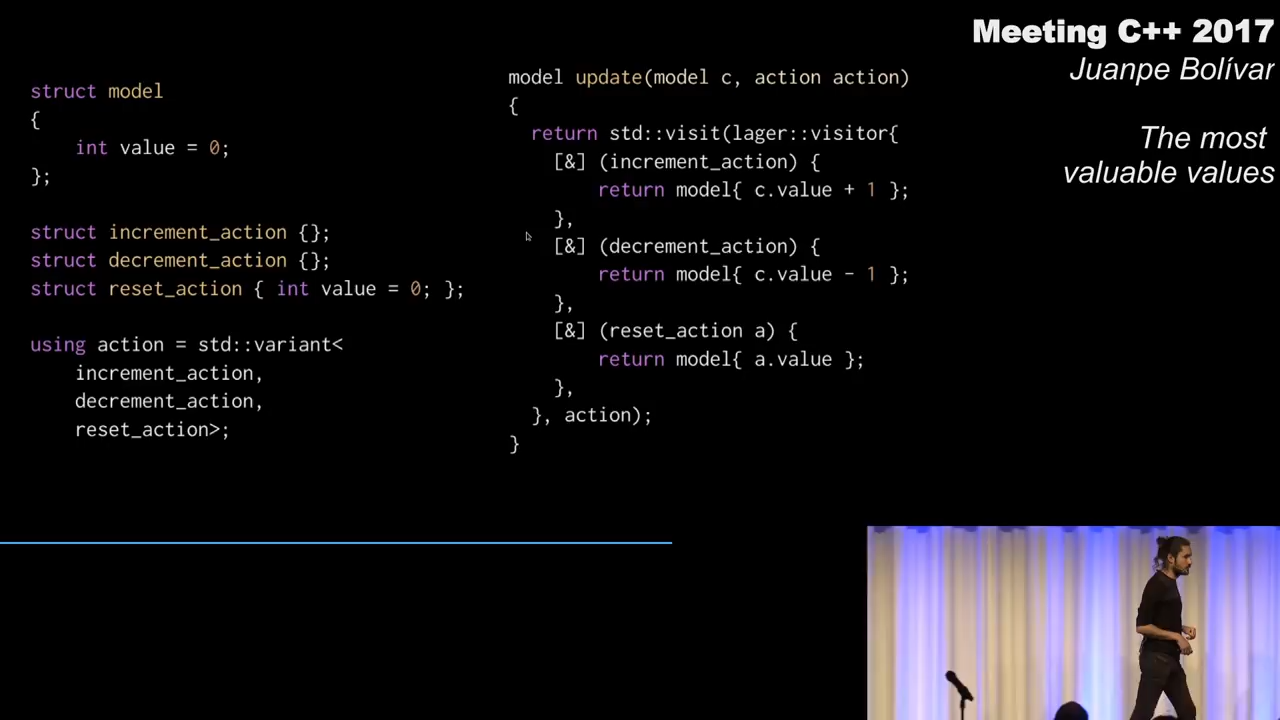 struct model
{
    int value = 0;
};

struct increment_action {};
struct decrement_action {};
struct reset_action { int value = 0; };

using action = std::variant<
    increment_action,
    decrement_action,
    reset_action>;

model update(model c, action action)
{
  return std::visit(lager::visitor{
    [&] (increment_action) {
        return model{ c.value + 1 };
    },
    [&] (decrement_action) {
        return model{ c.value - 1 };
    },
    [&] (reset_action a) {
        return model{ a.value };
    },
  }, action);
}

Meeting C++ 2017
Juanpe Bolívar
The most
valuable values